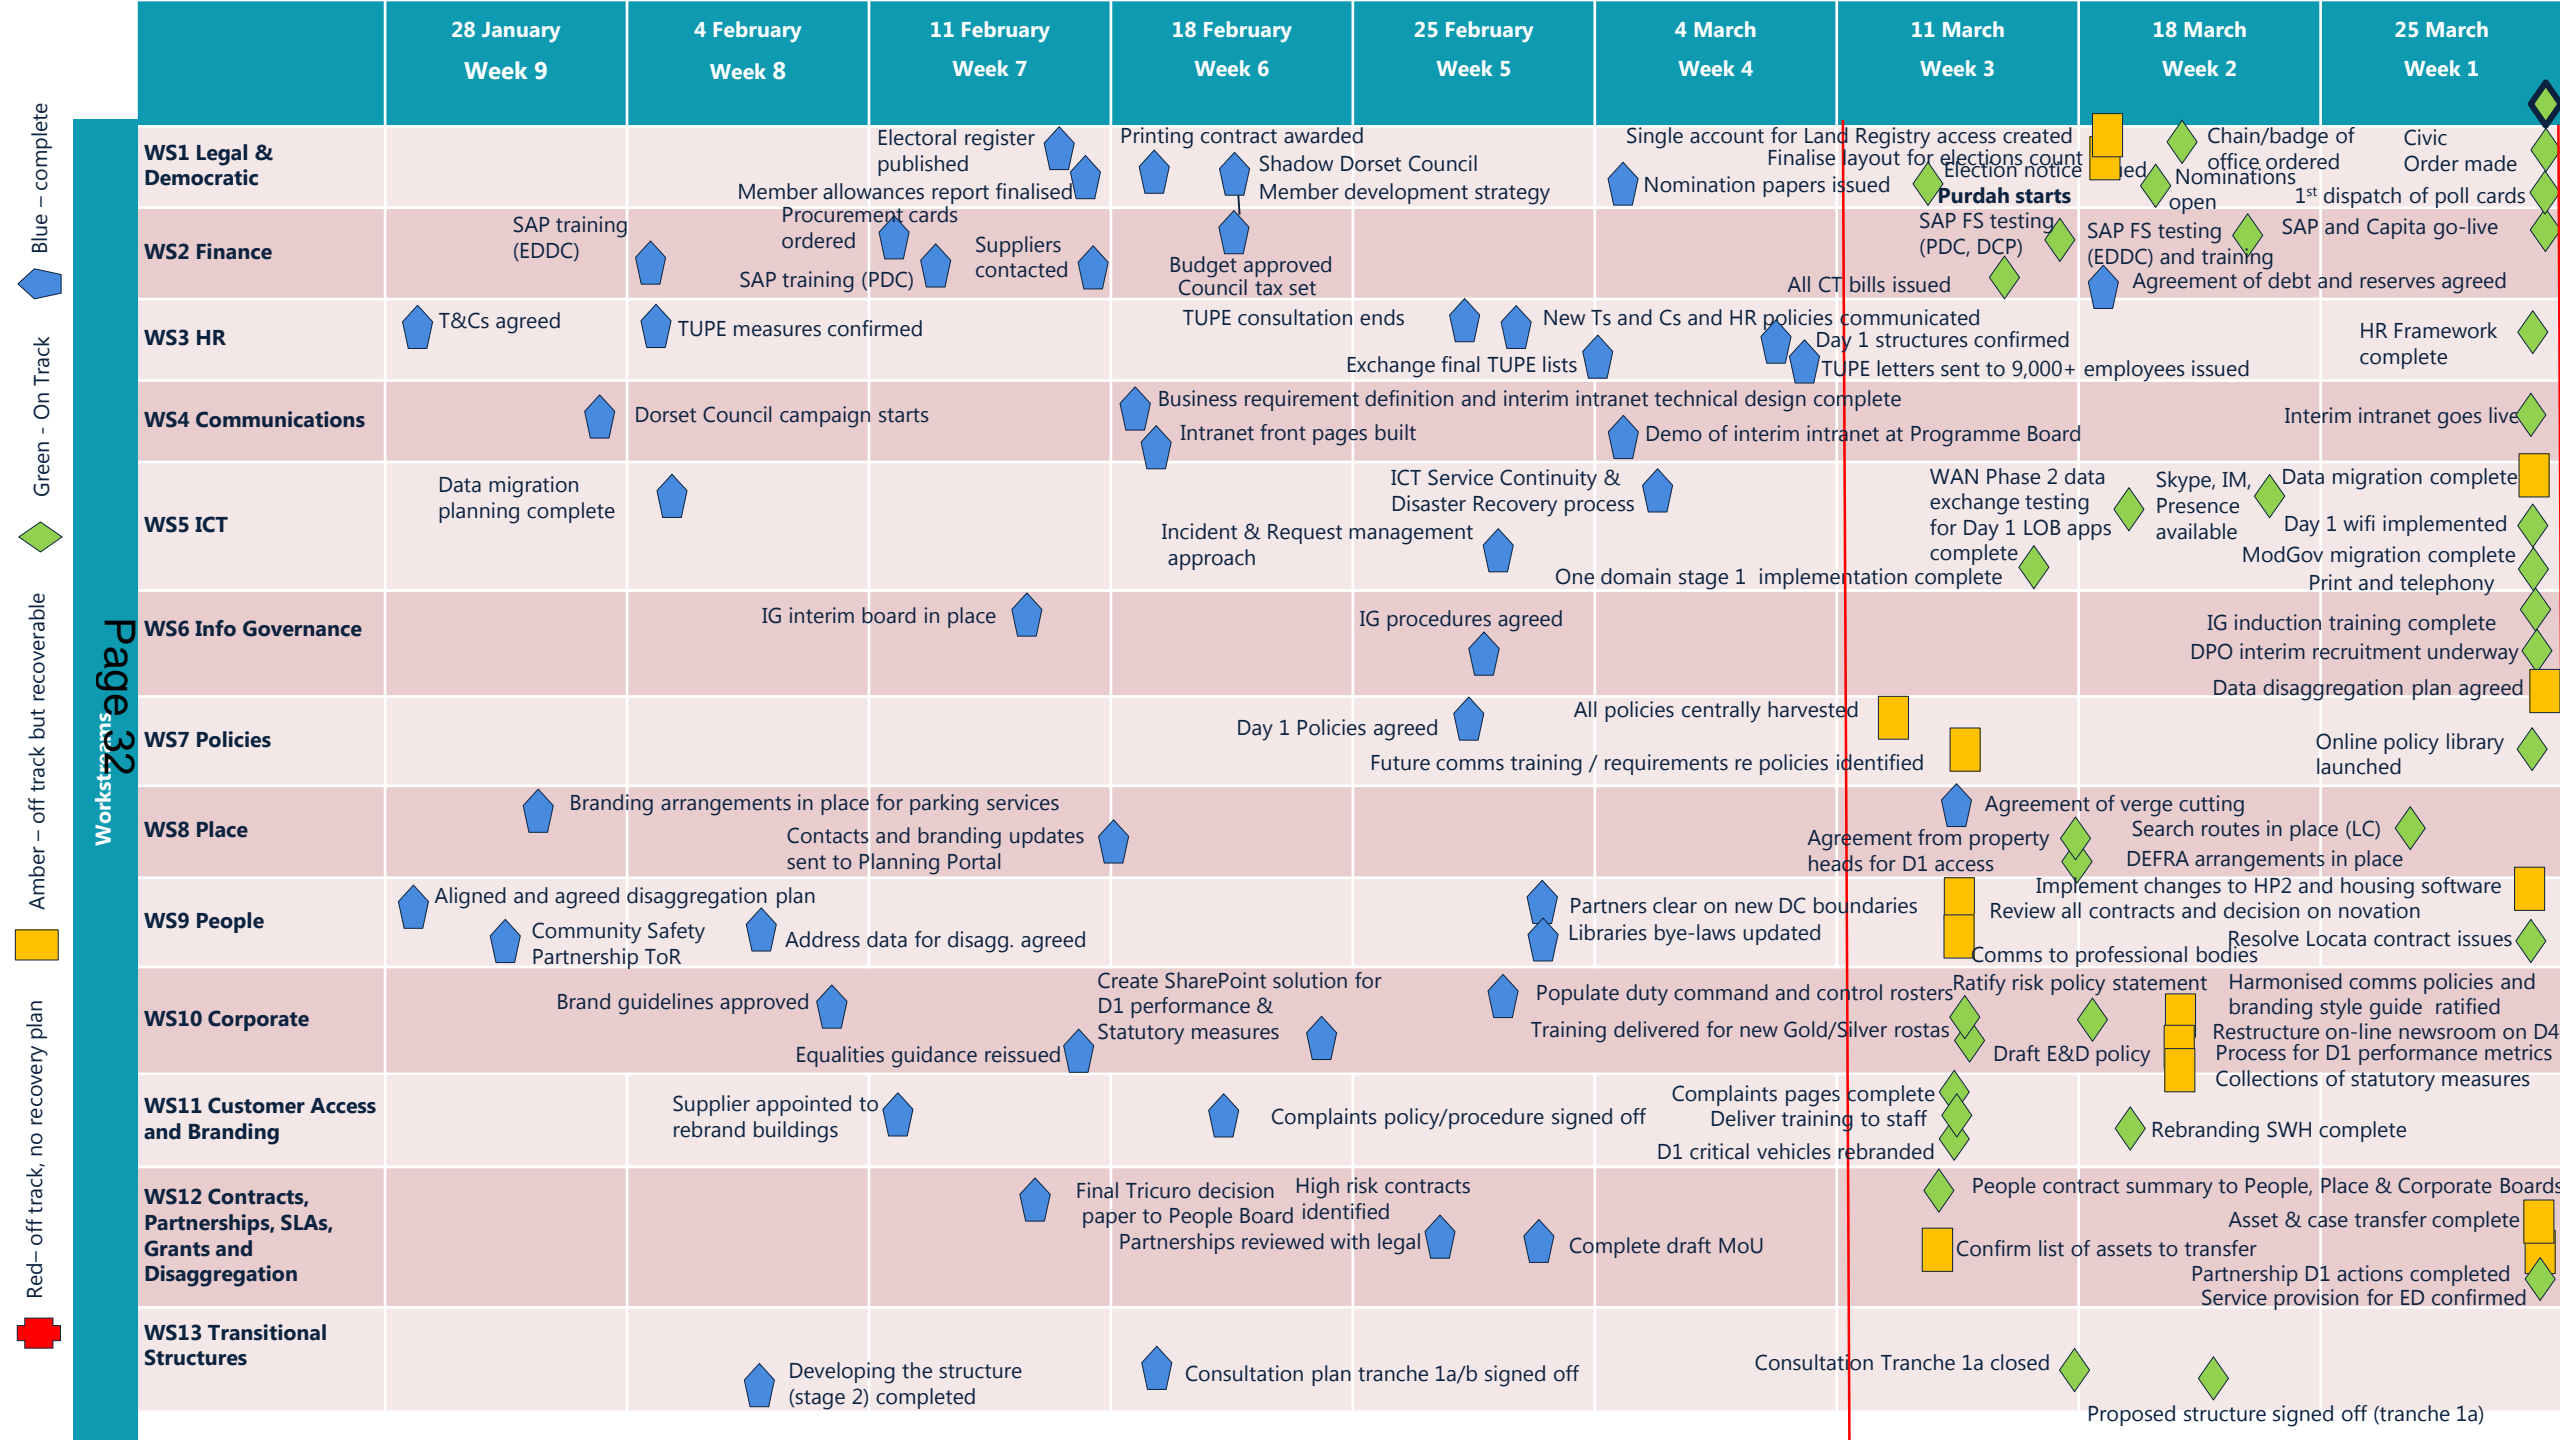 28 January
Week 9
4 February
Week 8
11 February
Week 7
18 February
Week 6
25 February
Week 5
4 March
Week 4
11 March
Week 3
18 March
Week 2
25 March
Week 1
Blue – complete
Green - On Track
Amber – off track but recoverable
Red– off track, no recovery plan
Workstreams
Page 32
WS1 Legal &
Democratic
Electoral register
published
Member allowances report finalised
Printing contract awarded
Shadow Dorset Council
Member development strategy
Single account for Land Registry access created
Finalise layout for elections count
Nomination papers issued
Election notice
Purdah starts
Chain/badge of
office ordered
Nominations
open
Civic
Order made
1st dispatch of poll cards
WS2 Finance
SAP training
(EDDC)
Procurement cards
ordered
SAP training (PDC)
Suppliers
contacted
Budget approved
Council tax set
SAP FS testing
(PDC, DCP)
All CT bills issued
SAP FS testing
(EDDC) and training
SAP and Capita go-live
Agreement of debt and reserves agreed
WS3 HR
T&Cs agreed
TUPE measures confirmed
TUPE consultation ends
New Ts and Cs and HR policies communicated
Exchange final TUPE lists
Day 1 structures confirmed
TUPE letters sent to 9,000+ employees issued
HR Framework
complete
WS4 Communications
Dorset Council campaign starts
Business requirement definition and interim intranet technical design complete
Intranet front pages built
Demo of interim intranet at Programme Board
Interim intranet goes live
WS5 ICT
Data migration
planning complete
ICT Service Continuity &
Disaster Recovery process
Incident & Request management
approach
One domain stage 1 implementation complete
WAN Phase 2 data
exchange testing
for Day 1 LOB apps
complete
Skype, IM,
Presence
available
Data migration complete
Day 1 wifi implemented
ModGov migration complete
Print and telephony
WS6 Info Governance
IG interim board in place
IG procedures agreed
IG induction training complete
DPO interim recruitment underway
Data disaggregation plan agreed
WS7 Policies
Day 1 Policies agreed
All policies centrally harvested
Future comms training / requirements re policies identified
Online policy library
launched
WS8 Place
Branding arrangements in place for parking services
Contacts and branding updates
sent to Planning Portal
Agreement of verge cutting
Agreement from property
heads for D1 access
Search routes in place (LC)
DEFRA arrangements in place
WS9 People
Aligned and agreed disaggregation plan
Community Safety
Partnership ToR
Address data for disagg. agreed
Partners clear on new DC boundaries
Libraries bye-laws updated
Implement changes to HP2 and housing software
Review all contracts and decision on novation
Resolve Locata contract issues
Comms to professional bodies
WS10 Corporate
Brand guidelines approved
Equalities guidance reissued
Create SharePoint solution for
D1 performance &
Statutory measures
Populate duty command and control rosters
Training delivered for new Gold/Silver rostas
Ratify risk policy statement
Draft E&D policy
Harmonised comms policies and
branding style guide ratified
Restructure on-line newsroom on D4
Process for D1 performance metrics
Collections of statutory measures
WS11 Customer Access
and Branding
Supplier appointed to
rebrand buildings
Complaints policy/procedure signed off
Complaints pages complete
Deliver training to staff
D1 critical vehicles rebranded
Rebranding SWH complete
WS12 Contracts,
Partnerships, SLAs,
Grants and
Disaggregation
Final Tricuro decision
paper to People Board
High risk contracts
identified
Partnerships reviewed with legal
Complete draft MoU
People contract summary to People, Place & Corporate Boards
Asset & case transfer complete
Confirm list of assets to transfer
Partnership D1 actions completed
Service provision for ED confirmed
WS13 Transitional
Structures
Developing the structure
(stage 2) completed
Consultation plan tranche 1a/b signed off
Consultation Tranche 1a closed
Proposed structure signed off (tranche 1a)